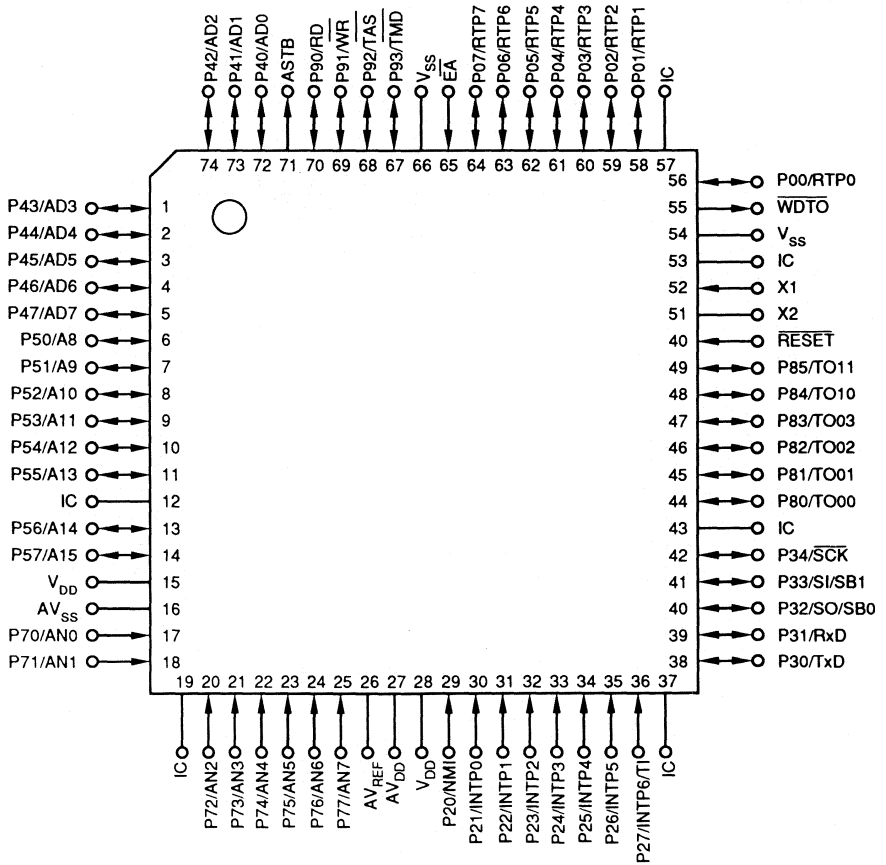 P42/AD2
P41/AD1
P40/AD0
ASTB
P90/RD
P91/WR
P92/TAS
P93/TMD
VSS
EA
P07/RTP7
P06/RTP6
P05/RTP5
P04/RTP4
P03/RTP3
P02/RTP2
P01/RTP1
IC
74 73 72 71 70 69 68 67 66 65 64 63 62 61 60 59 58 57
P43/AD3 1
P44/AD4 2
P45/AD5 3
P46/AD6 4
P47/AD7 5
P50/A8 6
P51/A9 7
P52/A10 8
P53/A11 9
P54/A12 10
P55/A13 11
IC 12
P56/A14 13
P57/A15 14
VDD 15
AVSS 16
P70/AN0 17
P71/AN1 18
56 P00/RTP0
55 WDTO
54 VSS
53 IC
52 X1
51 X2
40 RESET
49 P85/TO11
48 P84/TO10
47 P83/TO03
46 P82/TO02
45 P81/TO01
44 P80/TO00
43 IC
42 P34/SCK
41 P33/SI/SB1
40 P32/SO/SB0
39 P31/RxD
38 P30/TxD
19 20 21 22 23 24 25 26 27 28 29 30 31 32 33 34 35 36 37
IC
P72/AN2
P73/AN3
P74/AN4
P75/AN5
P76/AN6
P77/AN7
AVREF
AVDD
VDD
P20/NMI
P21/INTP0
P22/INTP1
P23/INTP2
P24/INTP3
P25/INTP4
P26/INTP5
P27/INTP6/TI
IC